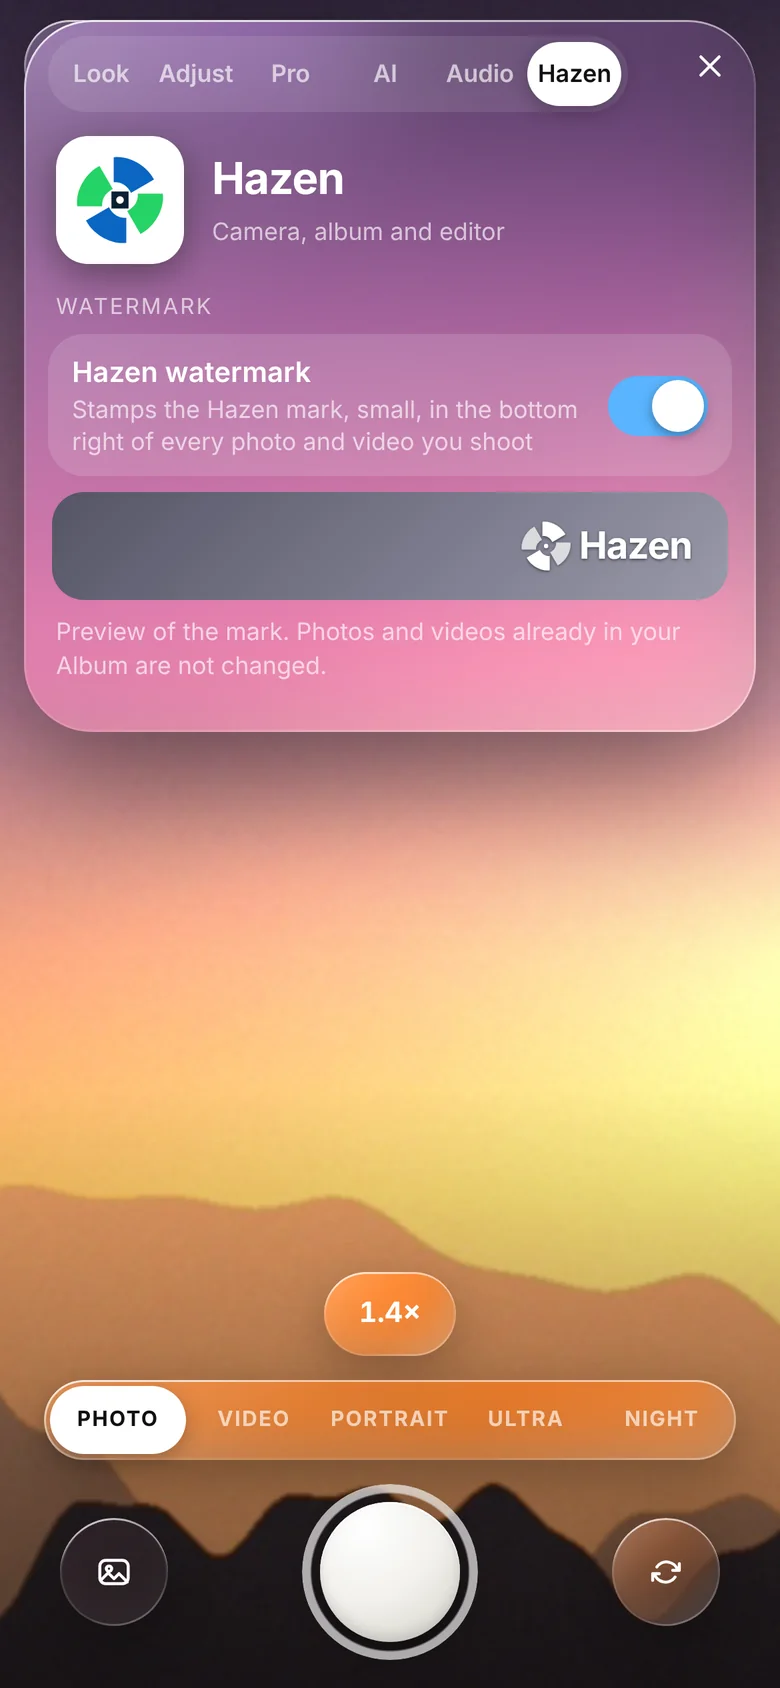 Look Adjust Pro AI Audio Hazen
Hazen
Camera, album and editor
WATERMARK
Hazen watermark
Stamps the Hazen mark, small, in the bottom
right of every photo and video you shoot
Hazen
Preview of the mark. Photos and videos already in your
Album are not changed.
1.4×
PHOTO VIDEO PORTRAIT ULTRA NIGHT